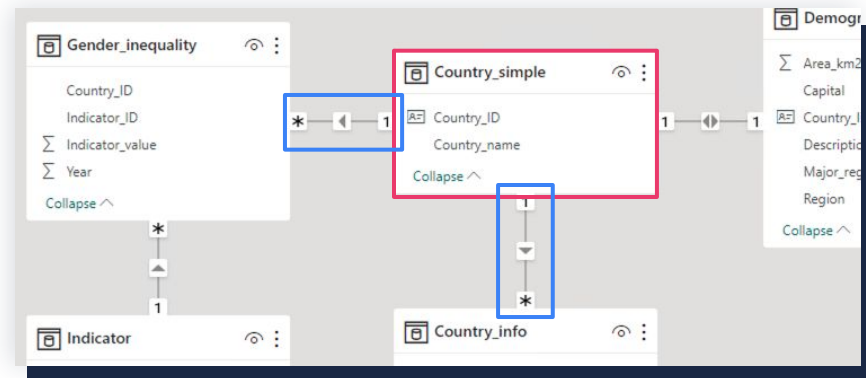 Gender_inequality
Country_ID
Indicator_ID
Indicator_value
Year
Collapse
*
1
Indicator
* 1
Country_simple
Country_ID
Country_name
Collapse
1
*
Country_info
1 1
Demogr
Area_km2
Capital
Country_I
Descriptio
Major_reg
Region
Collapse